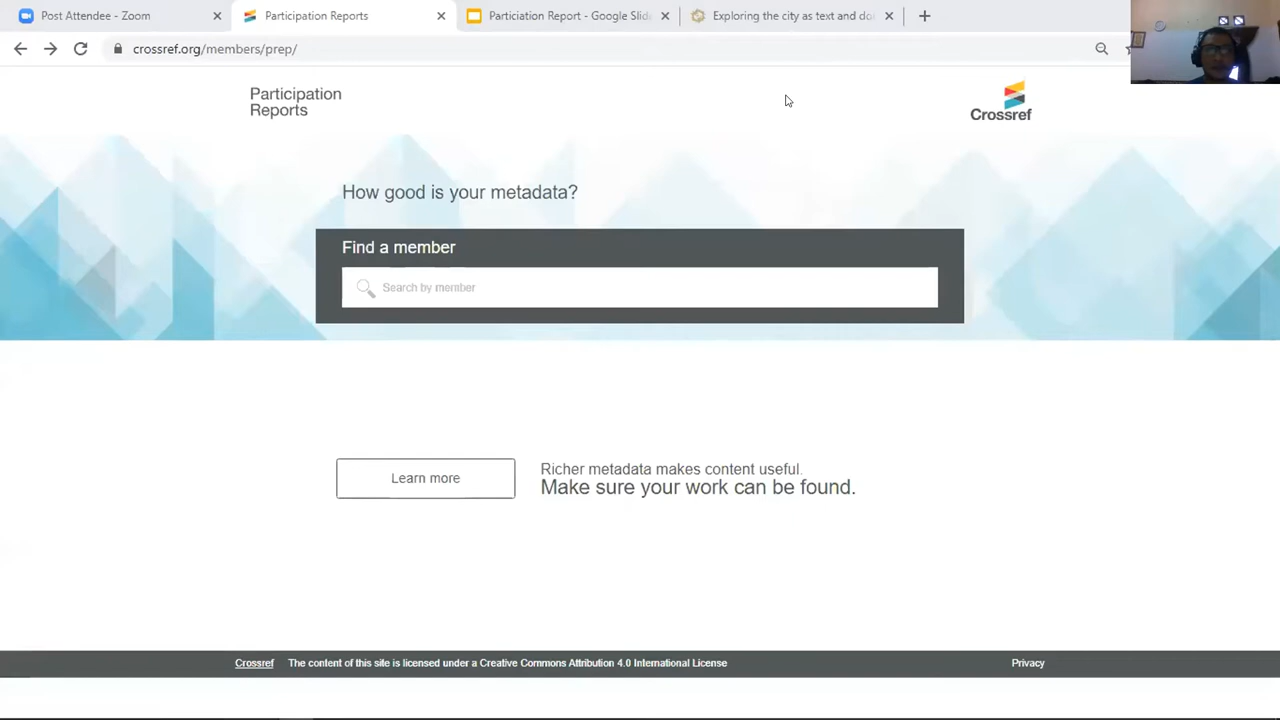 Post Attendee - Zoom
Participation Reports
Particiation Report - Google Slid
Exploring the city as text and do
crossref.org/members/prep/
Participation
Reports
Crossref
How good is your metadata?
Find a member
Search by member
Learn more
Richer metadata makes content useful.
Make sure your work can be found.
Crossref
The content of this site is licensed under a Creative Commons Attribution 4.0 International License
Privacy